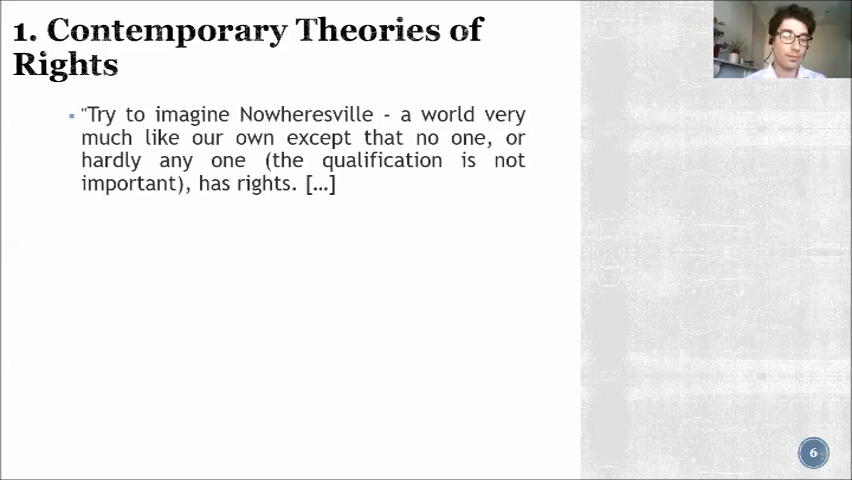 1. Contemporary Theories of
Rights
▪ "Try to imagine Nowheresville - a world very
much like our own except that no one, or
hardly any one (the qualification is not
important), has rights. […]
6